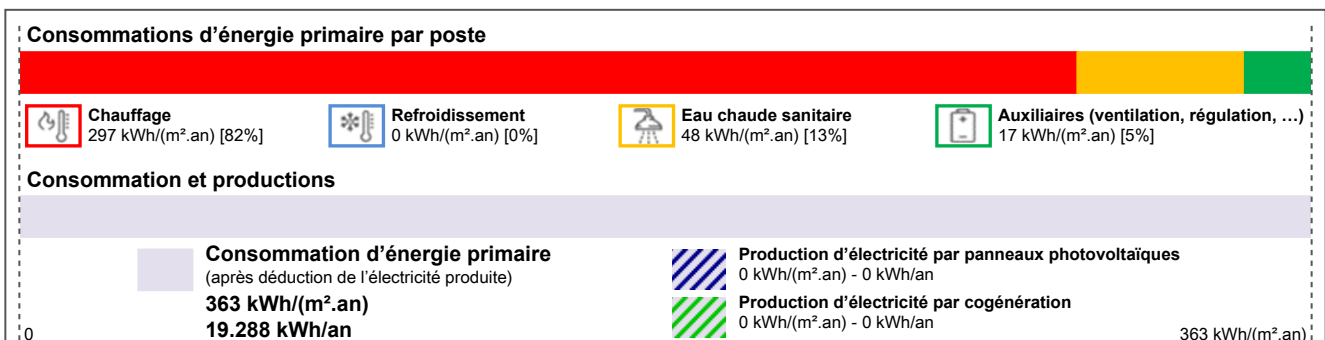 Consommations d’énergie primaire par poste
Chauffage
297 kWh/(m².an) [82%]
Refroidissement
0 kWh/(m².an) [0%]
Eau chaude sanitaire
48 kWh/(m².an) [13%]
Auxiliaires (ventilation, régulation, …)
17 kWh/(m².an) [5%]
Consommation et productions
Consommation d’énergie primaire
(après déduction de l’électricité produite)
363 kWh/(m².an)
19.288 kWh/an
Production d’électricité par panneaux photovoltaïques
0 kWh/(m².an) - 0 kWh/an
Production d’électricité par cogénération
0 kWh/(m².an) - 0 kWh/an
0
363 kWh/(m².an)